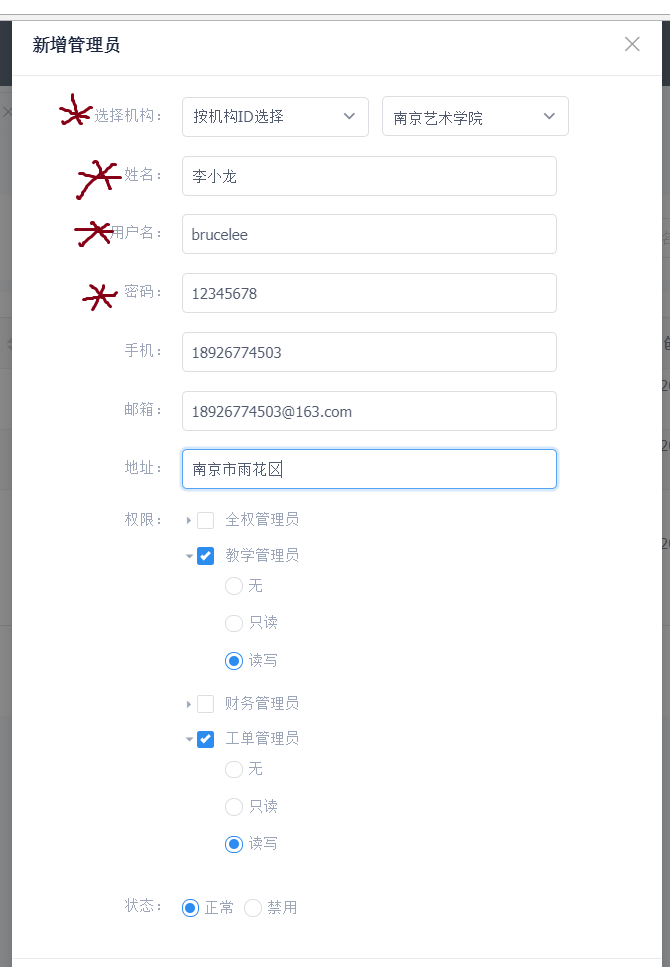 新增管理员
选择机构： 按机构ID选择 南京艺术学院
姓名： 李小龙
用户名： brucelee
密码： 12345678
手机： 18926774503
邮箱： 18926774503@163.com
地址： 南京市雨花区
权限： 全权管理员
教学管理员
无
只读
读写
财务管理员
工单管理员
无
只读
读写
状态： 正常 禁用